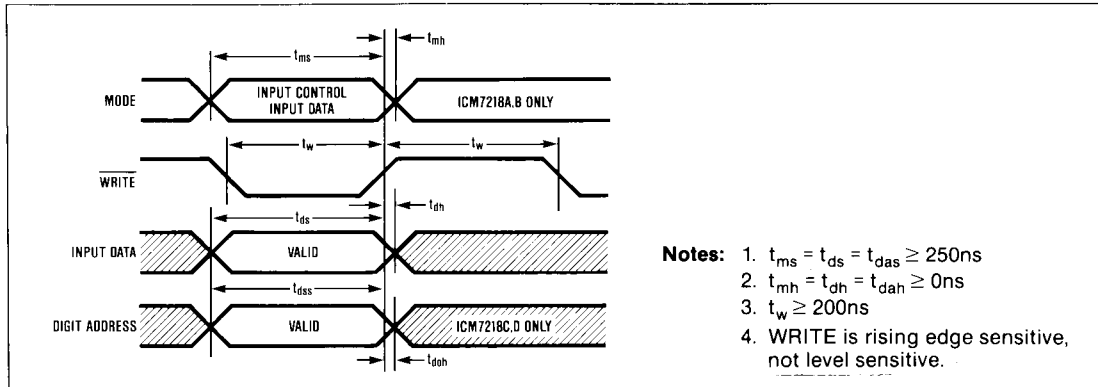 tmh
tms
MODE
INPUT CONTROL
INPUT DATA
ICM7218A,B ONLY
tw
tw
WRITE
tdh
tds
INPUT DATA
VALID
tdss
DIGIT ADDRESS
VALID
ICM7218C,D ONLY
tdah
Notes: 1. tms = tds = tdas ≥ 250ns
2. tmh = tdh = tdah ≥ 0ns
3. tw ≥ 200ns
4. WRITE is rising edge sensitive,
not level sensitive.